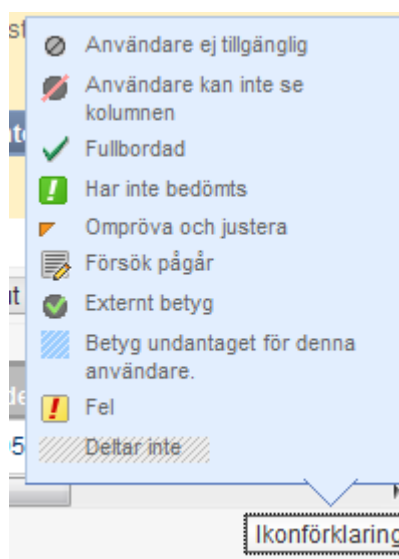 Användare ej tillgänglig
Användare kan inte se
kolumnen
Fullbordad
Har inte bedömts
Ompröva och justera
Försök pågår
Externt betyg
Betyg undantaget för denna
användare.
Fel
Deltar inte
Ikonförklaring